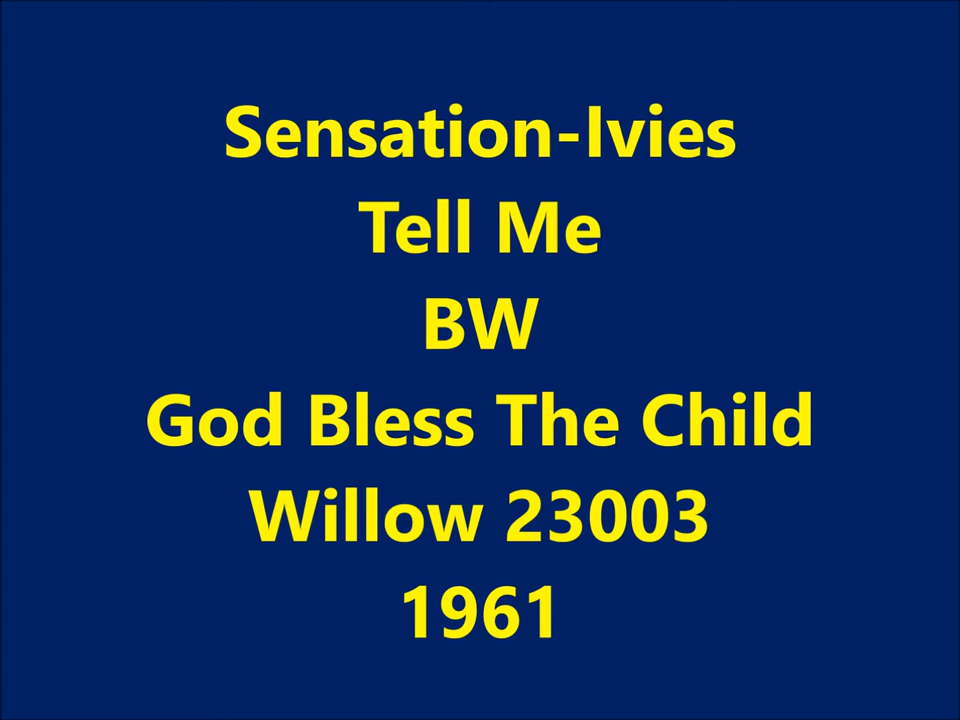 Sensation-Ivies
Tell Me
BW
God Bless The Child
Willow 23003
1961